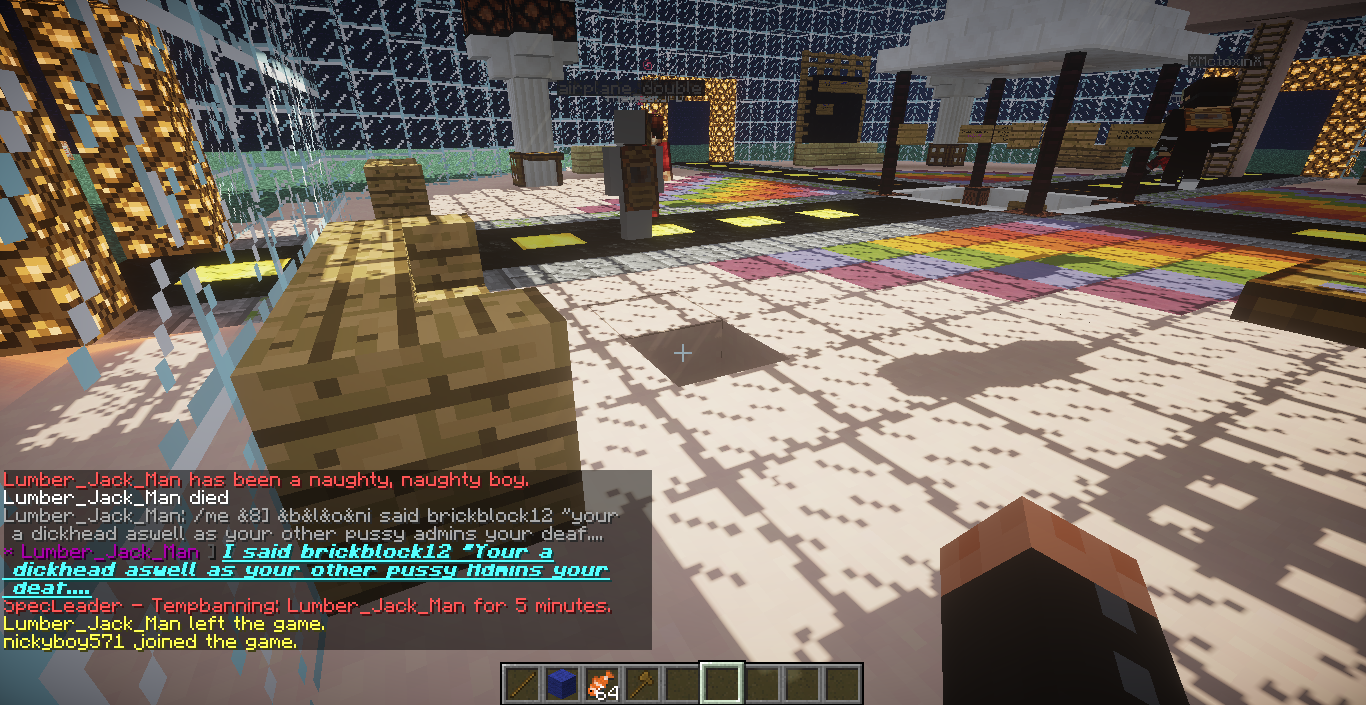 airplane_double
XMotoxinX
Lumber_Jack_Man has been a naughty, naughty boy.
Lumber_Jack_Man died
Lumber_Jack_Man: /me &8] &b&l&o&ni said brickblock12 "your
a dickhead aswell as your other pussy admins your deaf....
* Lumber_Jack_Man ] I said brickblock12 "Your a
dickhead aswell as your other pussy Admins your
deaf....
SpecLeader - Tempbanning: Lumber_Jack_Man for 5 minutes.
Lumber_Jack_Man left the game.
nickyboy571 joined the game.
64